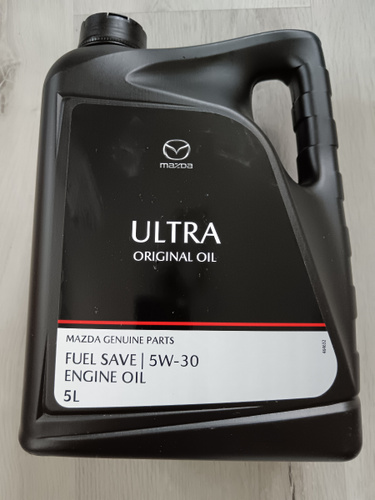 mazda
ULTRA
ORIGINAL OIL
MAZDA GENUINE PARTS
FUEL SAVE | 5W-30
ENGINE OIL
5L